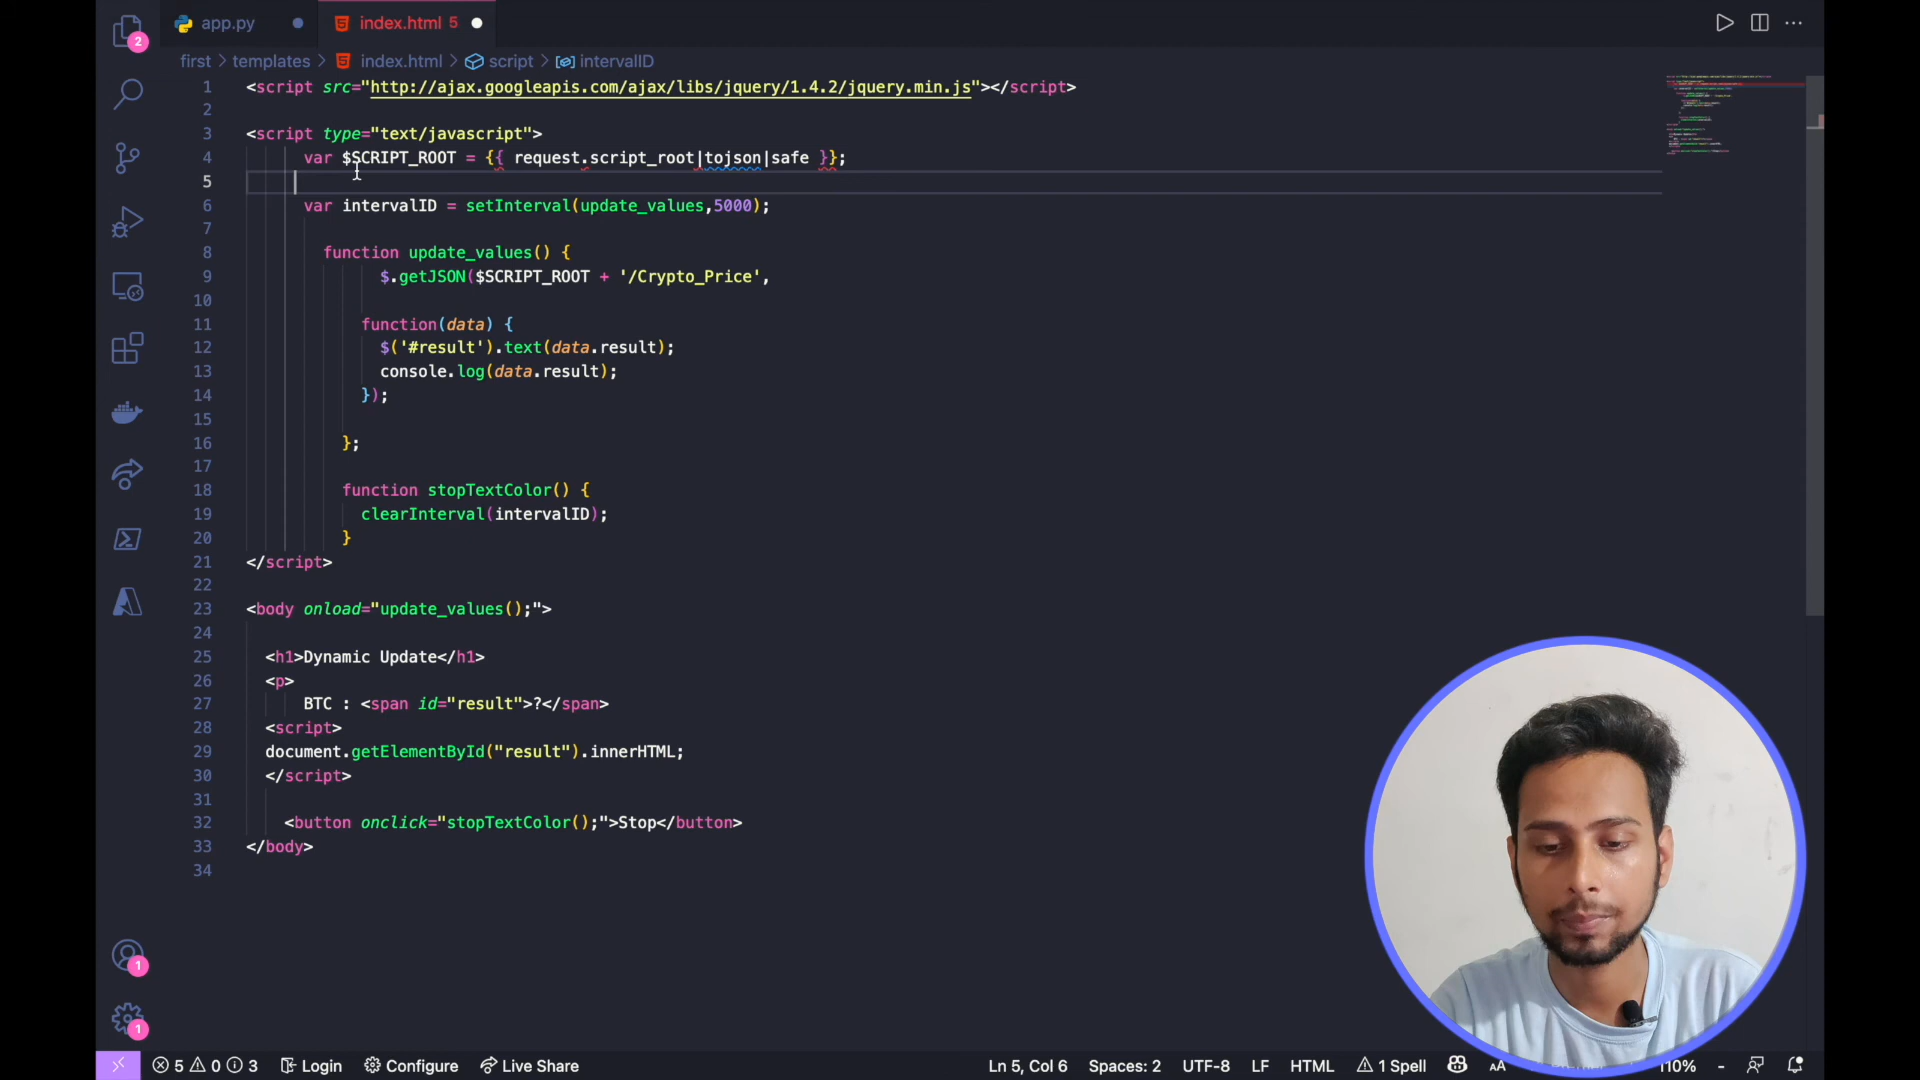 app.py
index.html 5
2
first > templates > index.html > script > intervalID
1 <script src="http://ajax.googleapis.com/ajax/libs/jquery/1.4.2/jquery.min.js"></script>
2
3 <script type="text/javascript">
4 var $SCRIPT_ROOT = {{ request.script_root|tojson|safe }};
5
6 var intervalID = setInterval(update_values,5000);
7
8 function update_values() {
9 $.getJSON($SCRIPT_ROOT + '/Crypto_Price',
10
11 function(data) {
12 $('#result').text(data.result);
13 console.log(data.result);
14 });
15
16 };
17
18 function stopTextColor() {
19 clearInterval(intervalID);
20 }
21 </script>
22
23 <body onload="update_values();">
24
25 <h1>Dynamic Update</h1>
26 <p>
27 BTC : <span id="result">?</span>
28 <script>
29 document.getElementById("result").innerHTML;
30 </script>
31
32 <button onclick="stopTextColor();">Stop</button>
33 </body>
34
1
1
5 0 3 Login Configure Live Share Ln 5, Col 6 Spaces: 2 UTF-8 LF HTML 1 Spell AA 110% -